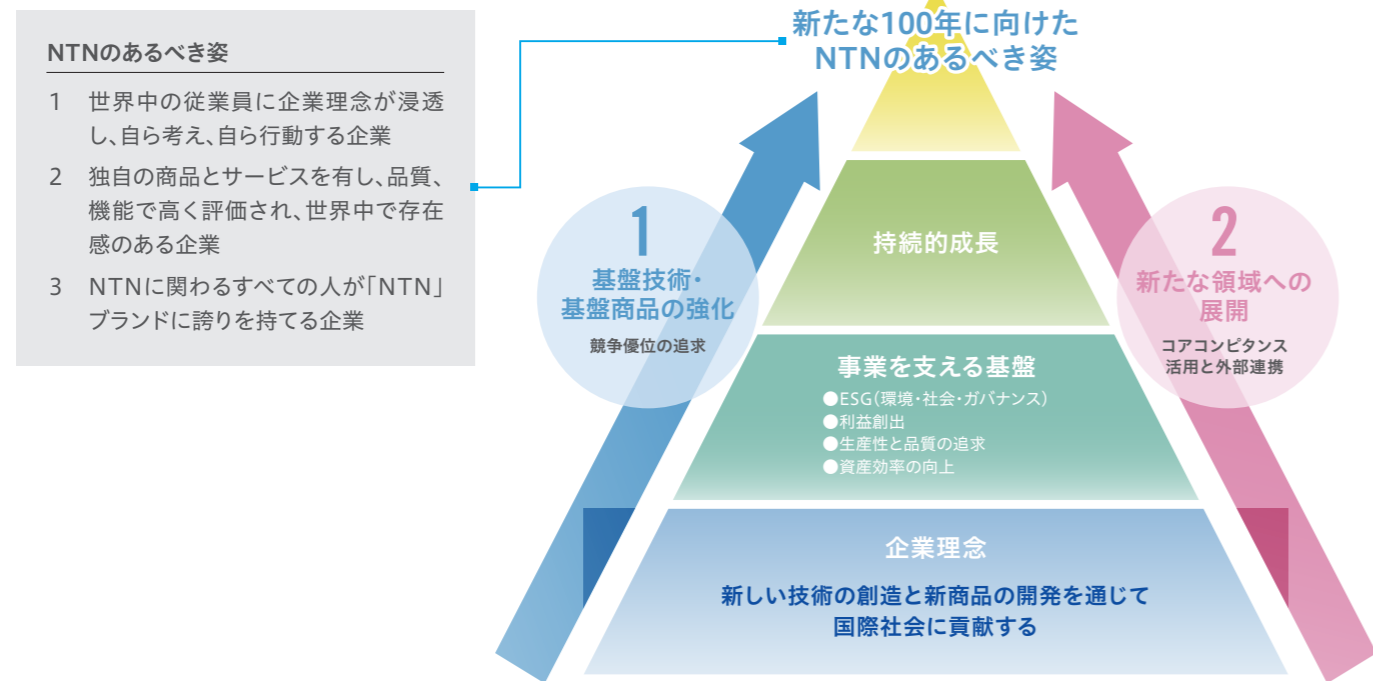 NTNのあるべき姿
1 世界中の従業員に企業理念が浸透
し、自ら考え、自ら行動する企業
2 独自の商品とサービスを有し、品質、
機能で高く評価され、世界中で存在
感のある企業
3 NTNに関わるすべての人が「NTN」
ブランドに誇りを持てる企業
新たな100年に向けた
NTNのあるべき姿
1
基盤技術・
基盤商品の強化
競争優位の追求
持続的成長
2
新たな領域への
展開
コアコンピタンス
活用と外部連携
事業を支える基盤
●ESG（環境・社会・ガバナンス）
●利益創出
●生産性と品質の追求
●資産効率の向上
企業理念
新しい技術の創造と新商品の開発を通じて
国際社会に貢献する